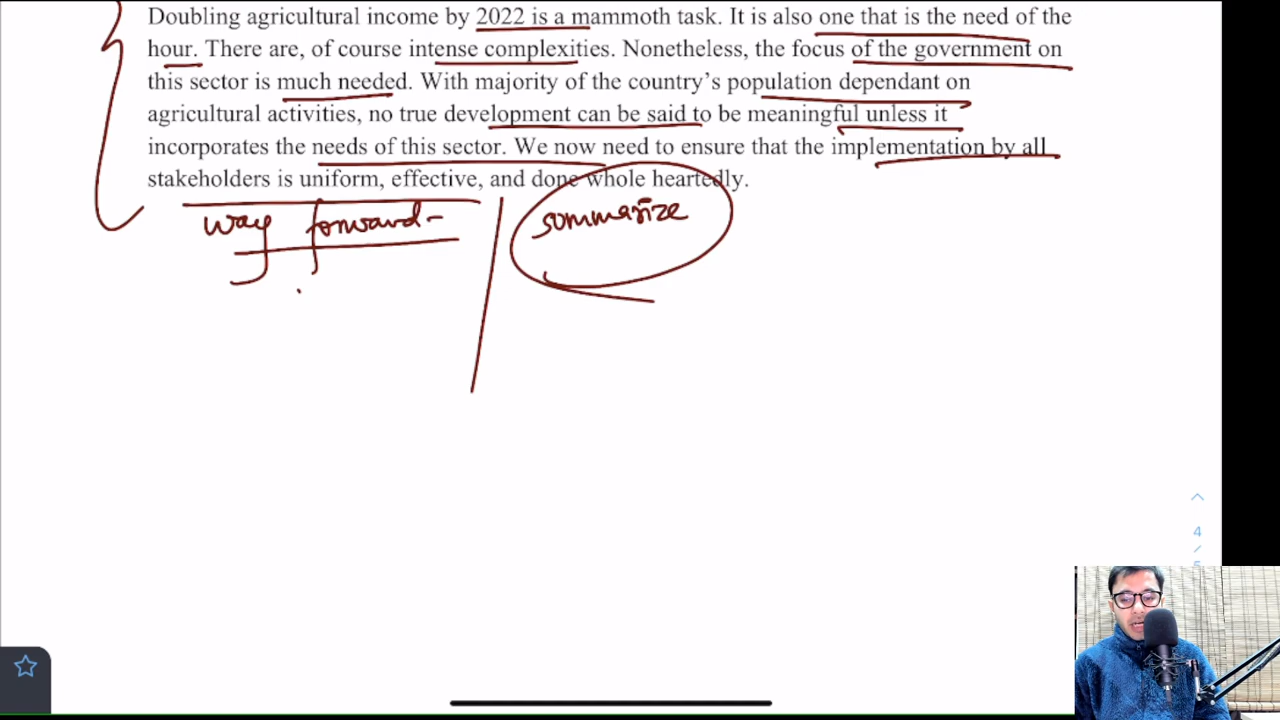 Doubling agricultural income by 2022 is a mammoth task. It is also one that is the need of the
hour. There are, of course intense complexities. Nonetheless, the focus of the government on
this sector is much needed. With majority of the country's population dependant on
agricultural activities, no true development can be said to be meaningful unless it
incorporates the needs of this sector. We now need to ensure that the implementation by all
stakeholders is uniform, effective, and done whole heartedly.
way forward-
summarize
4
/
5